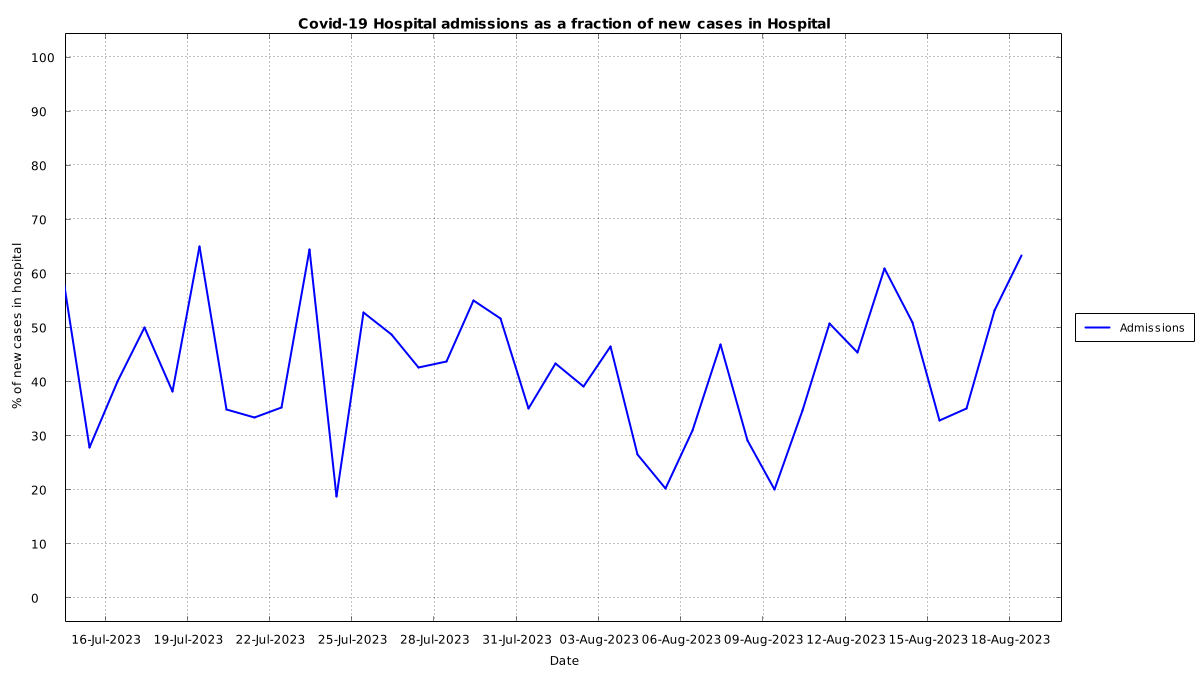 Covid-19 Hospital admissions as a fraction of new cases in Hospital
100
90
80
70
60
50
40
30
20
10
0
% of new cases in hospital
Admissions
16-Jul-2023 19-Jul-2023 22-Jul-2023 25-Jul-2023 28-Jul-2023 31-Jul-2023 03-Aug-2023 06-Aug-2023 09-Aug-2023 12-Aug-2023 15-Aug-2023 18-Aug-2023
Date